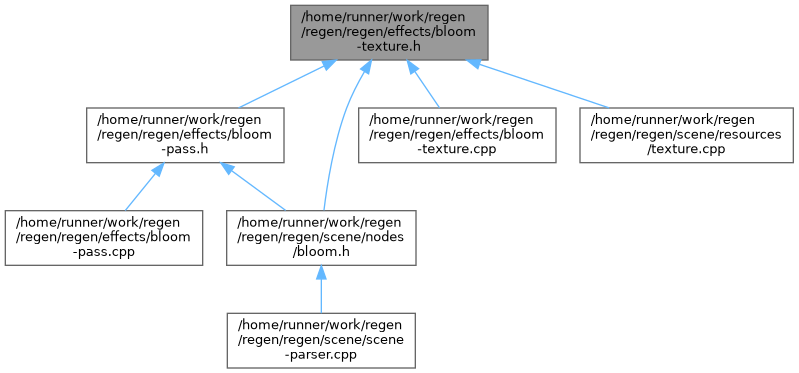 /home/runner/work/regen
/regen/regen/effects/bloom
-texture.h
/home/runner/work/regen
/regen/regen/effects/bloom
-pass.h
/home/runner/work/regen
/regen/regen/effects/bloom
-texture.cpp
/home/runner/work/regen
/regen/regen/scene/resources
/texture.cpp
/home/runner/work/regen
/regen/regen/effects/bloom
-pass.cpp
/home/runner/work/regen
/regen/regen/scene/nodes
/bloom.h
/home/runner/work/regen
/regen/regen/scene/scene
-parser.cpp